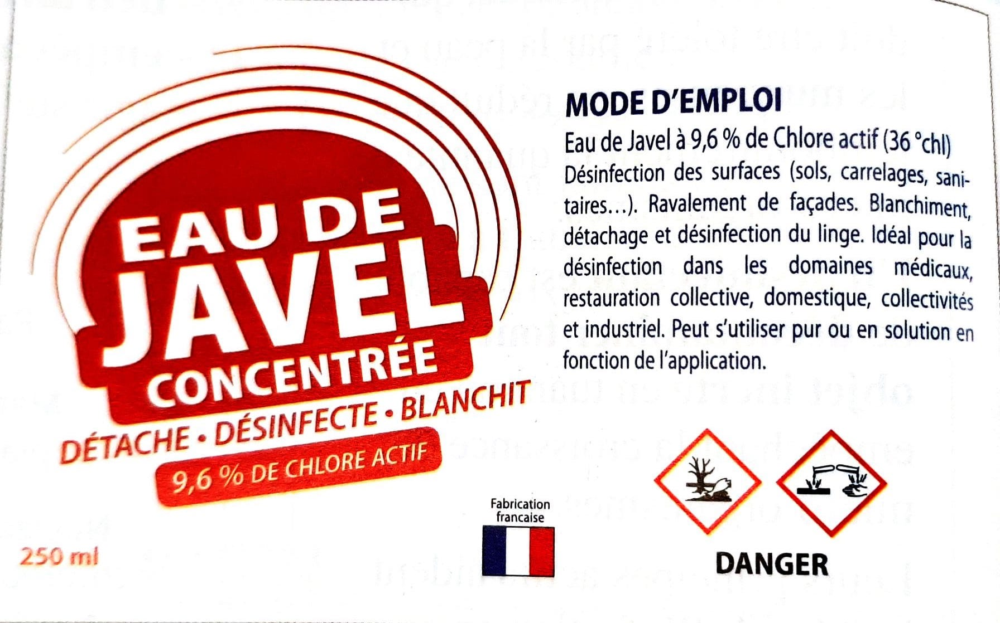 EAU DE
JAVEL
CONCENTRÉE
DÉTACHE • DÉSINFECTE • BLANCHIT
9,6 % DE CHLORE ACTIF
250 ml
Fabrication
francaise
MODE D'EMPLOI
Eau de Javel à 9,6 % de Chlore actif (36 °chl)
Désinfection des surfaces (sols, carrelages, sani-
taires...). Ravalement de façades. Blanchiment,
détachage et désinfection du linge. Idéal pour la
désinfection dans les domaines médicaux,
restauration collective, domestique, collectivités
et industriel. Peut s'utiliser pur ou en solution en
fonction de l'application.
DANGER